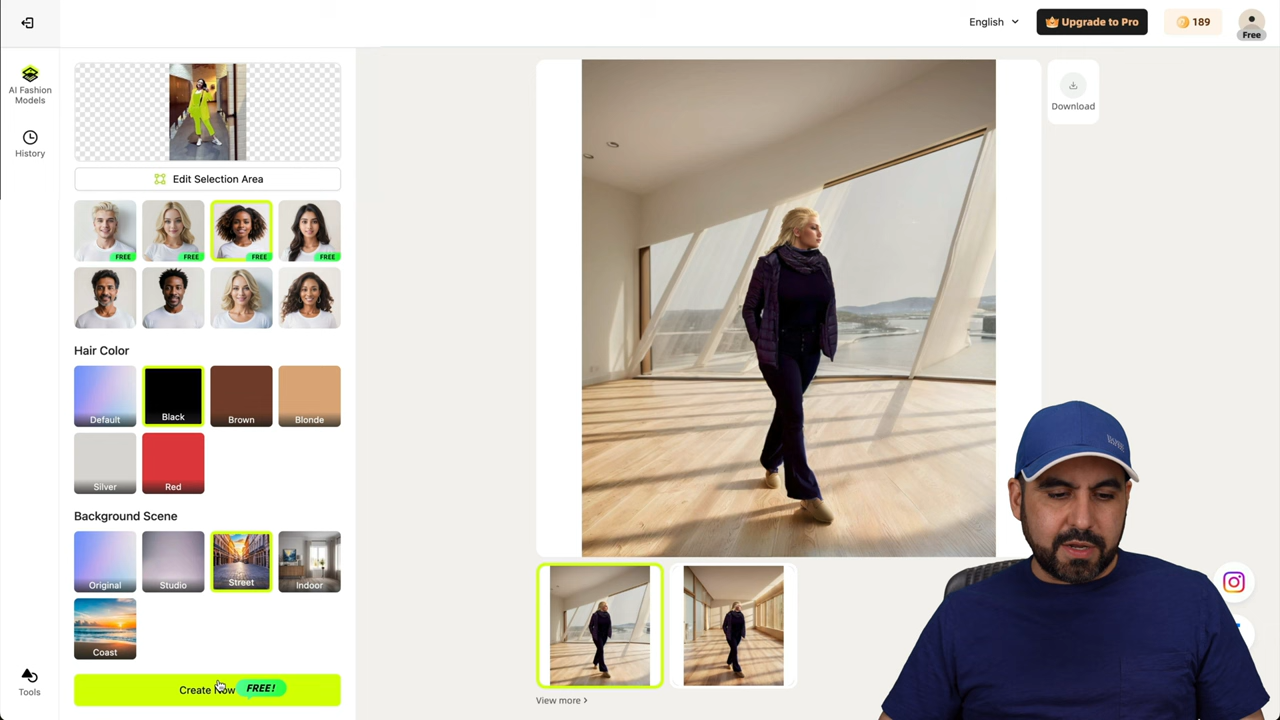 English
Upgrade to Pro
189
Free
AI Fashion
Models
History
Edit Selection Area
FREE
FREE
FREE
FREE
Download
Hair Color
Default
Black
Brown
Blonde
Silver
Red
Background Scene
Original
Studio
Street
Indoor
Coast
Tools
Create Now
FREE!
View more >